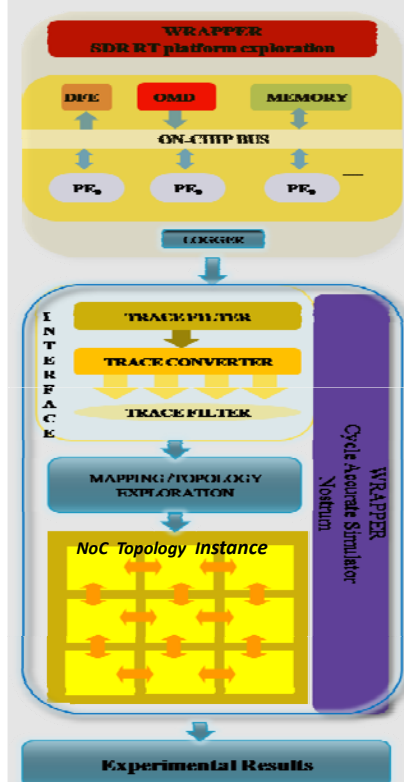 WRAPPER
SDR RT platform exploration
DFE
OMD
MEMORY
ON-CHIP BUS
PE
PE
PE
LOGGER
INTERFACE
TRACE FILTER
TRACE CONVERTER
TRACE FILTER
MAPPING/TOPOLOGY
EXPLORATION
WRAPPER
Cycle Accurate Simulator
Nostrum
NoC Topology Instance
Experimental Results